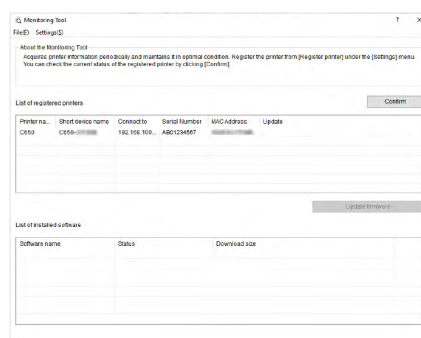 Monitoring Tool ? X
File(F) Settings(S)
About the Monitoring Tool
Acquires printer information periodically and maintains it in optimal condition. Register the printer from [Register printer] under the [Settings] menu.
You can check the current status of the registered printer by clicking [Confirm].
List of registered printers Confirm
Printer na... Short device name Connect to Serial Number MAC Address Update
C650 C650- 192.168.100... AB01234567
Update firmware
List of installed software
Software name Status Download size